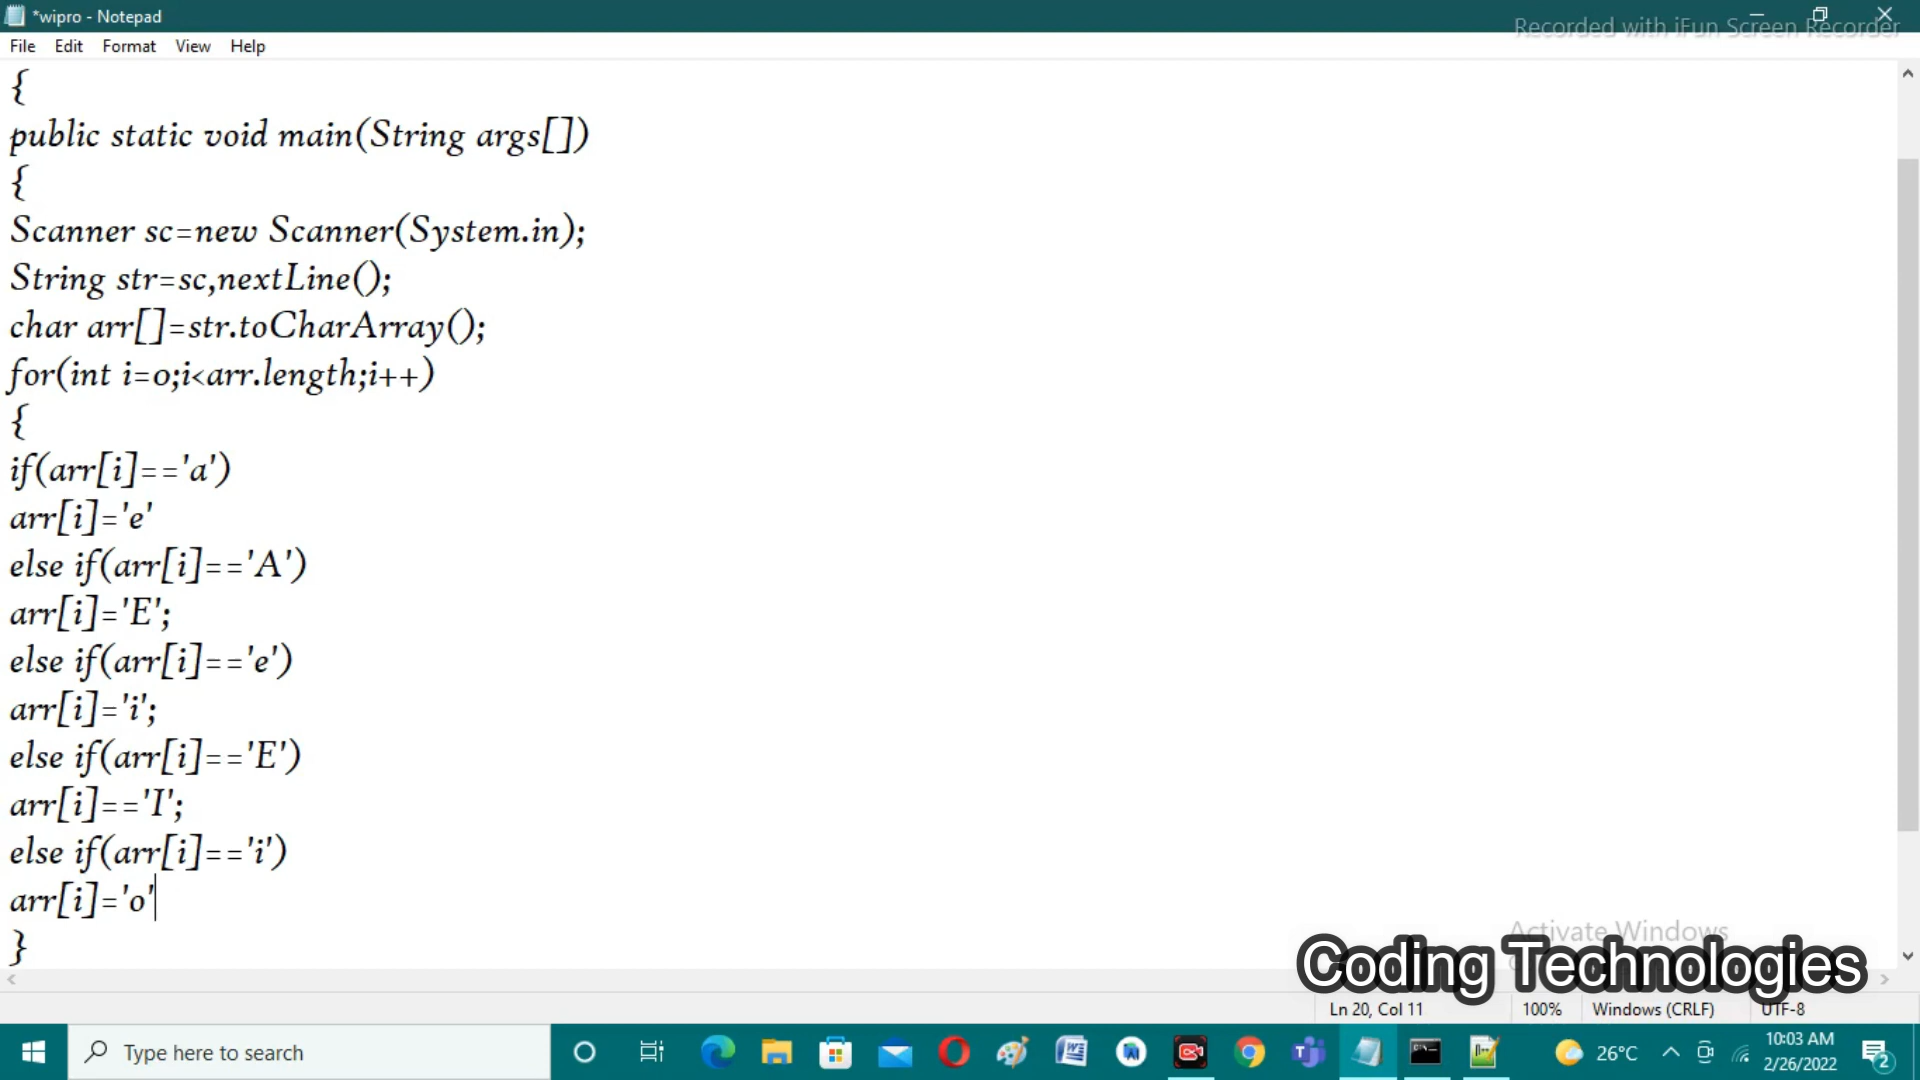 *wipro - Notepad
Recorded with iFun Screen Recorder
File Edit Format View Help
{
public static void main(String args[])
{
Scanner sc=new Scanner(System.in);
String str=sc,nextLine();
char arr[]=str.toCharArray();
for(int i=0;i<arr.length;i++)
{
if(arr[i]=='a')
arr[i]='e'
else if(arr[i]=='A')
arr[i]='E';
else if(arr[i]=='e')
arr[i]='i';
else if(arr[i]=='E')
arr[i]=='I';
else if(arr[i]=='i')
arr[i]='o'
}
Activate Windows
Coding Technologies
Ln 20, Col 11 100% Windows (CRLF) UTF-8
Type here to search
26°C
10:03 AM
2/26/2022
2